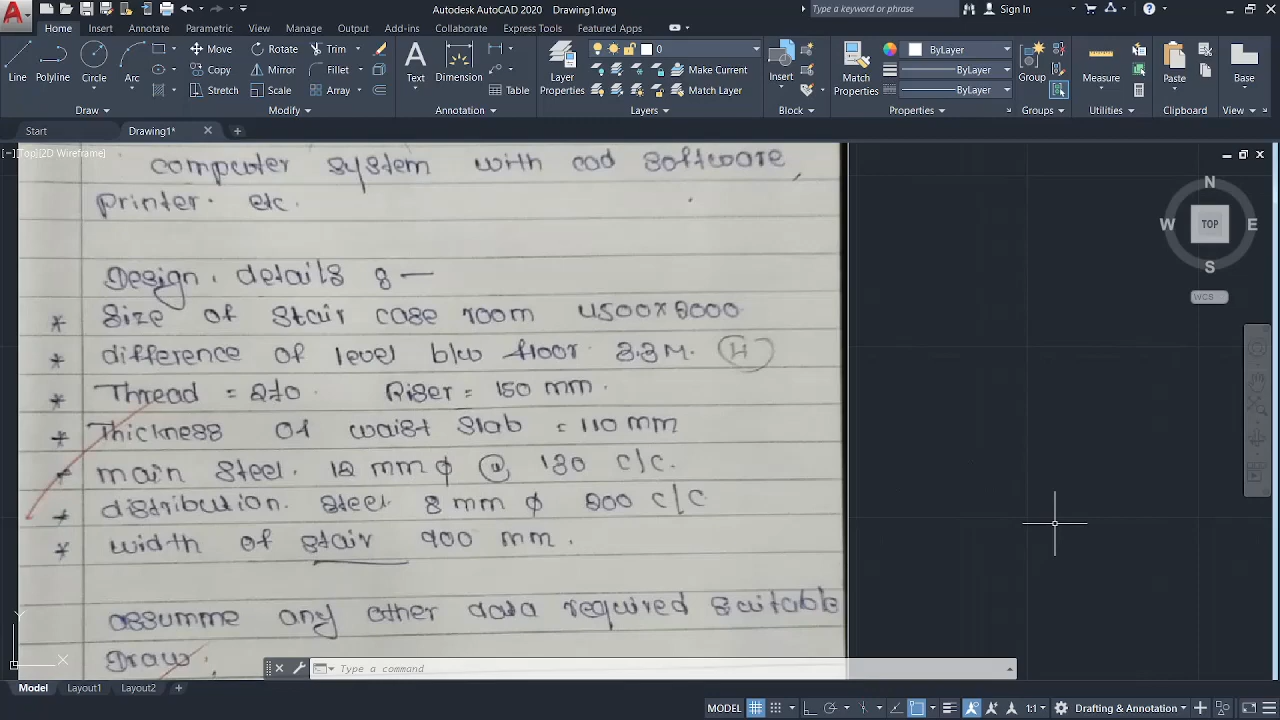 Autodesk AutoCAD 2020 Drawing1.dwg
Type a keyword or phrase
Sign In
Home Insert Annotate Parametric View Manage Output Add-ins Collaborate Express Tools Featured Apps
Line Polyline Circle Arc
Move Rotate Trim
Copy Mirror Fillet
Stretch Scale Array
Text Dimension Table
Layer Properties
0
Make Current
Match Layer
Insert
Match Properties
ByLayer
ByLayer
ByLayer
Group Measure Paste Base
Draw Modify Annotation Layers Block Properties Groups Utilities Clipboard View
Start Drawing1*
[−][Top][2D Wireframe]
N
W TOP E
S
WCS
computer system with cad software,
printer. etc.
Design. details :—
* Size of stair case room
* difference of level b/w floor 3.3 M. (H)
* Thread = 270. Riser = 150 mm.
* Thickness of waist slab = 110 mm
* main steel. 12 mm ϕ @ 130 c/c.
* distribution. steel 8 mm ϕ 200 c/c
* width of stair 900 mm.
assumme any other data required suitable
Draw.
Y
X
Type a command
Model Layout1 Layout2
MODEL 1:1 Drafting & Annotation